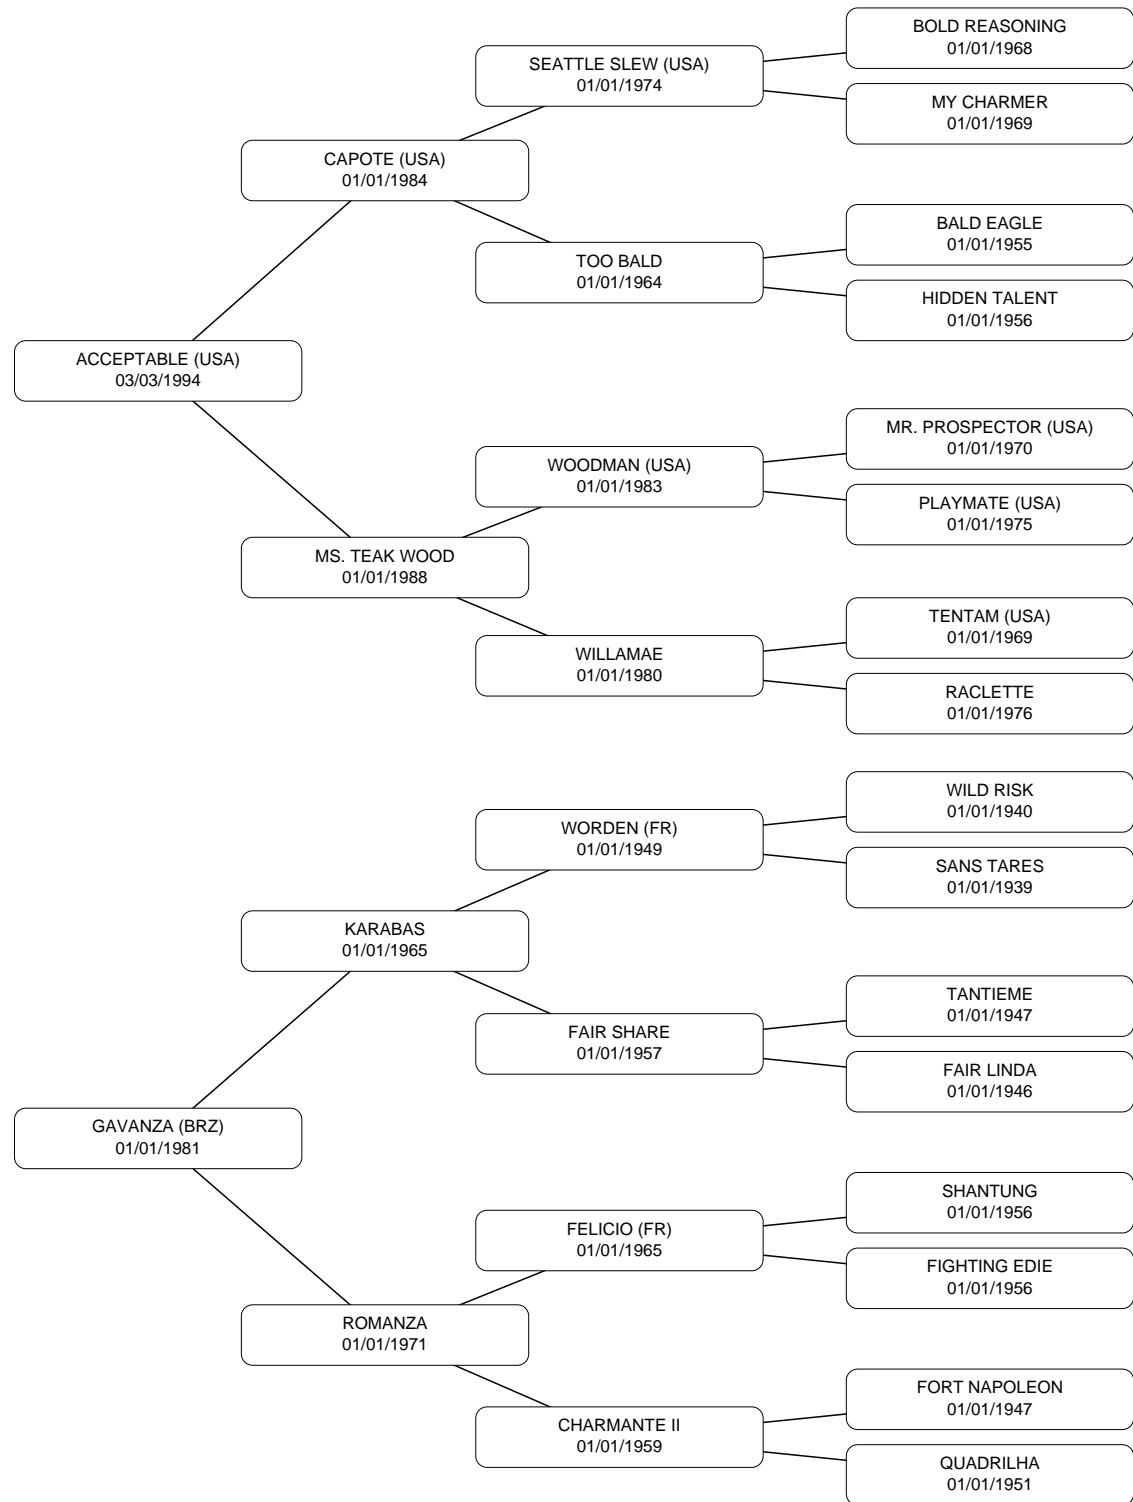 BOLD REASONING
01/01/1968
SEATTLE SLEW (USA)
01/01/1974
MY CHARMER
01/01/1969
CAPOTE (USA)
01/01/1984
BALD EAGLE
01/01/1955
TOO BALD
01/01/1964
HIDDEN TALENT
01/01/1956
ACCEPTABLE (USA)
03/03/1994
MR. PROSPECTOR (USA)
01/01/1970
WOODMAN (USA)
01/01/1983
PLAYMATE (USA)
01/01/1975
MS. TEAK WOOD
01/01/1988
TENTAM (USA)
01/01/1969
WILLAMAE
01/01/1980
RACLETTE
01/01/1976
WILD RISK
01/01/1940
WORDEN (FR)
01/01/1949
SANS TARES
01/01/1939
KARABAS
01/01/1965
TANTIEME
01/01/1947
FAIR SHARE
01/01/1957
FAIR LINDA
01/01/1946
GAVANZA (BRZ)
01/01/1981
SHANTUNG
01/01/1956
FELICIO (FR)
01/01/1965
FIGHTING EDIE
01/01/1956
ROMANZA
01/01/1971
FORT NAPOLEON
01/01/1947
CHARMANTE II
01/01/1959
QUADRILHA
01/01/1951